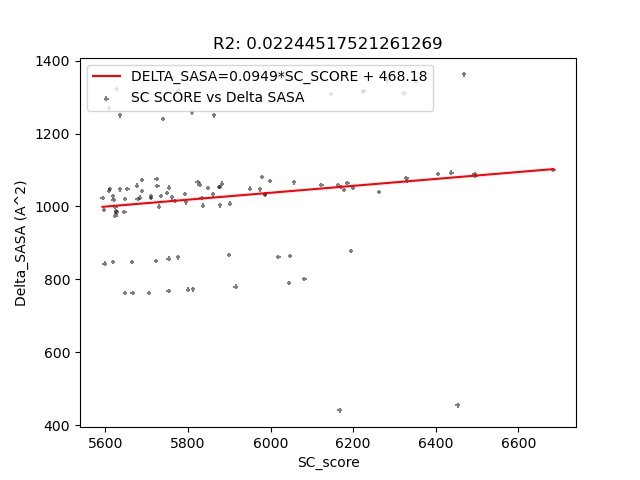 R2: 0.02244517521261269
DELTA_SASA=0.0949*SC_SCORE + 468.18
SC SCORE vs Delta SASA
Delta_SASA (A^2)
1400
1200
1000
800
600
400
5600 5800 6000 6200 6400 6600
SC_score